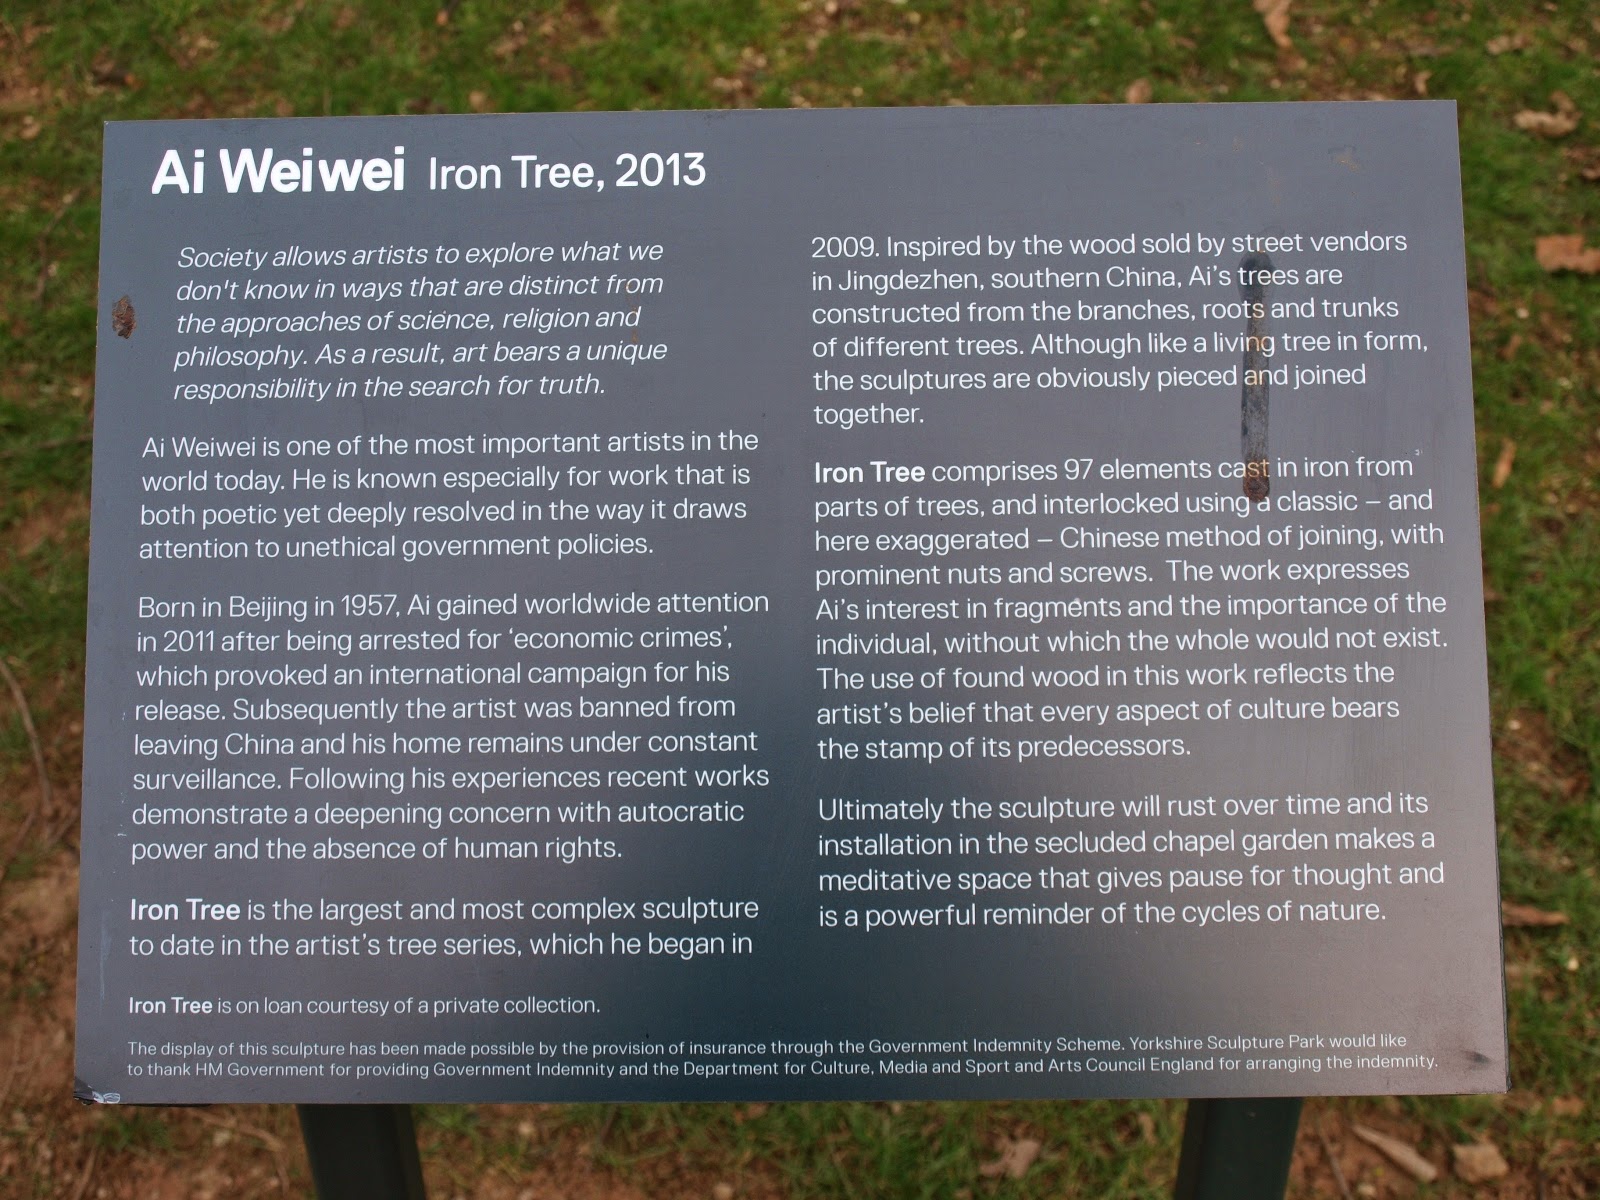 Ai Weiwei Iron Tree, 2013
Society allows artists to explore what we
don't know in ways that are distinct from
the approaches of science, religion and
philosophy. As a result, art bears a unique
responsibility in the search for truth.
Ai Weiwei is one of the most important artists in the
world today. He is known especially for work that is
both poetic yet deeply resolved in the way it draws
attention to unethical government policies.
Born in Beijing in 1957, Ai gained worldwide attention
in 2011 after being arrested for ‘economic crimes’,
which provoked an international campaign for his
release. Subsequently the artist was banned from
leaving China and his home remains under constant
surveillance. Following his experiences recent works
demonstrate a deepening concern with autocratic
power and the absence of human rights.
Iron Tree is the largest and most complex sculpture
to date in the artist’s tree series, which he began in
2009. Inspired by the wood sold by street vendors
in Jingdezhen, southern China, Ai’s trees are
constructed from the branches, roots and trunks
of different trees. Although like a living tree in form,
the sculptures are obviously pieced and joined
together.
Iron Tree comprises 97 elements cast in iron from
parts of trees, and interlocked using a classic – and
here exaggerated – Chinese method of joining, with
prominent nuts and screws. The work expresses
Ai’s interest in fragments and the importance of the
individual, without which the whole would not exist.
The use of found wood in this work reflects the
artist’s belief that every aspect of culture bears
the stamp of its predecessors.
Ultimately the sculpture will rust over time and its
installation in the secluded chapel garden makes a
meditative space that gives pause for thought and
is a powerful reminder of the cycles of nature.
Iron Tree is on loan courtesy of a private collection.
The display of this sculpture has been made possible by the provision of insurance through the Government Indemnity Scheme. Yorkshire Sculpture Park would like
to thank HM Government for providing Government Indemnity and the Department for Culture, Media and Sport and Arts Council England for arranging the indemnity.